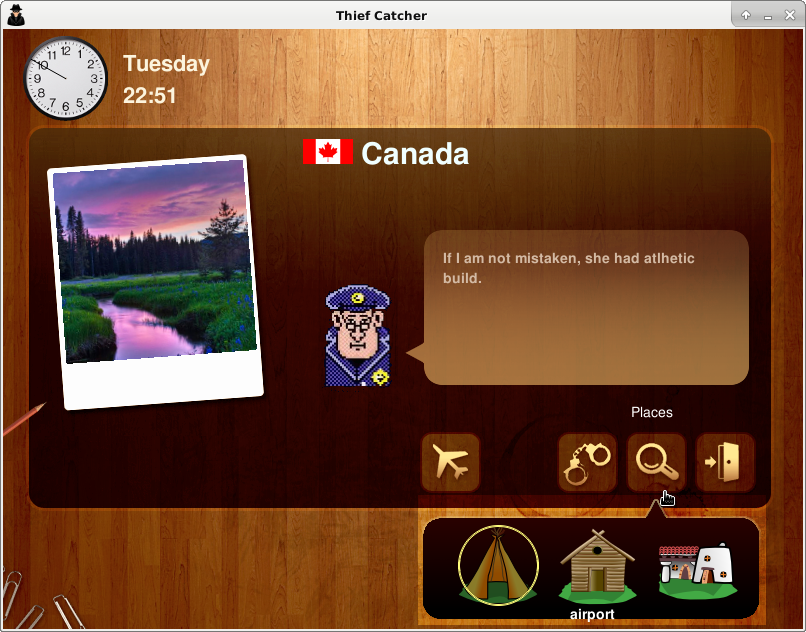 Thief Catcher
12
11
1
10
2
9
3
8
4
7
5
6
Tuesday
22:51
Canada
If I am not mistaken, she had atlhetic
build.
Places
airport